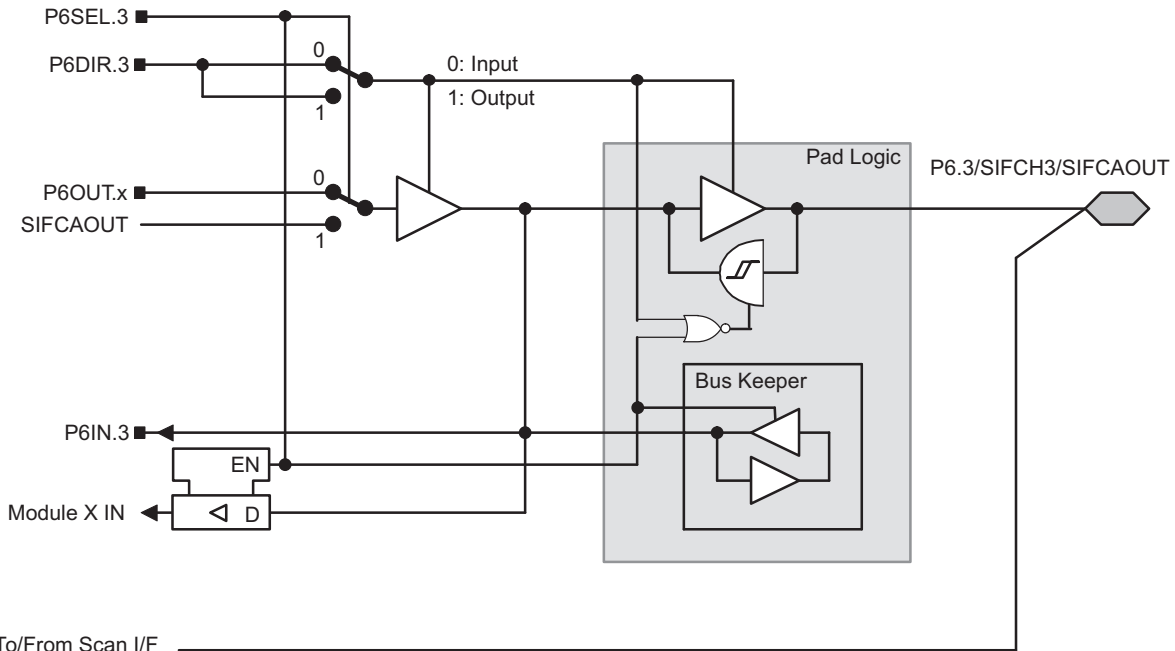 P6SEL.3
P6DIR.3
0
1
0: Input
1: Output
Pad Logic
P6.3/SIFCH3/SIFCAOUT
P6OUT.x
0
SIFCAOUT
1
Bus Keeper
P6IN.3
EN
Module X IN
D
To/From Scan I/F